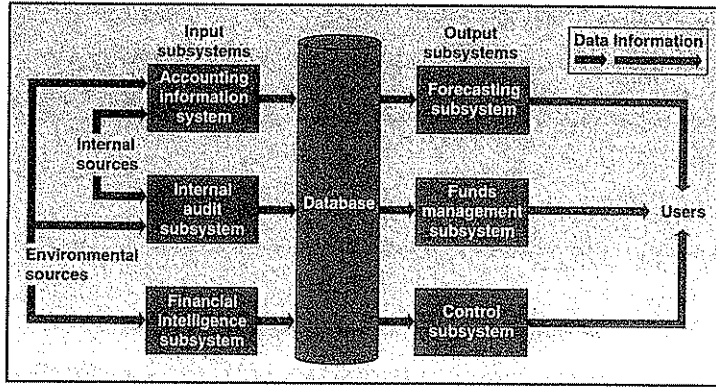 Input
subsystems
Output
subsystems
Data Information
Accounting
information
system
Forecasting
subsystem
Internal
sources
Internal
audit
subsystem
Database
Funds
management
subsystem
Users
Environmental
sources
Financial
intelligence
subsystem
Control
subsystem